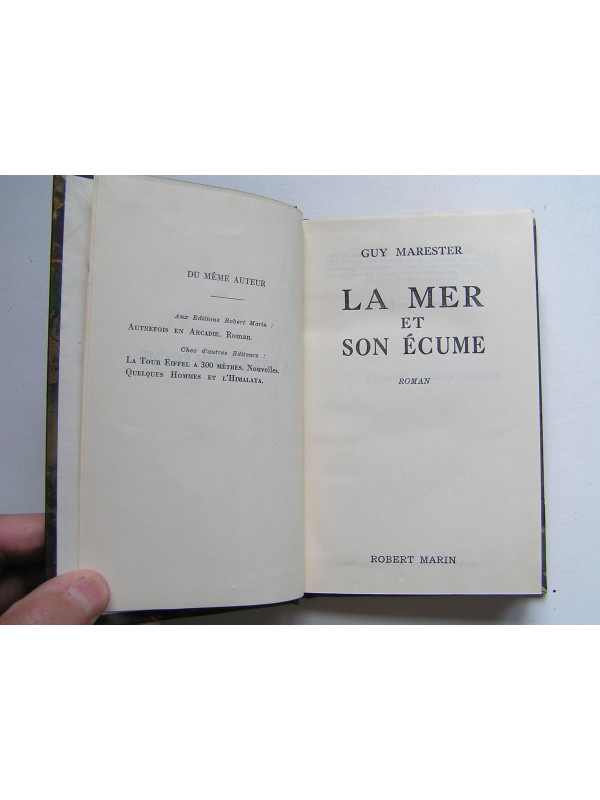 DU MÊME AUTEUR
Aux Editions Robert Marin :
AUTREFOIS EN ARCADIE. Roman.
Chez d'autres Editeurs :
LA TOUR EIFFEL A 300 MÈTRES. Nouvelles.
QUELQUES HOMMES ET L'HIMALAYA.
GUY MARESTER
LA MER
ET
SON ÉCUME
ROMAN
ROBERT MARIN